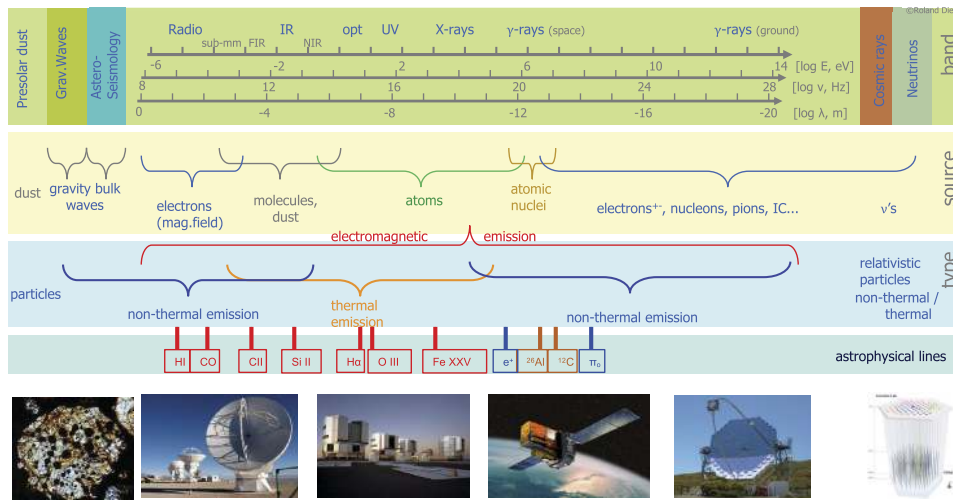 ©Roland Die
Presolar dust
Grav.Waves
Astero-
Seismology
Radio IR opt UV X-rays γ-rays (space) γ-rays (ground)
sub-mm FIR NIR
-6 -2 2 6 10 14 [log E, eV]
8 12 16 20 24 28 [log ν, Hz]
0 -4 -8 -12 -16 -20 [log λ, m]
Cosmic rays
Neutrinos
band
dust
gravity bulk
waves
electrons
(mag.field)
molecules,
dust
atoms
atomic
nuclei
electrons⁺⁻, nucleons, pions, IC...
ν's
source
electromagnetic emission
particles
non-thermal emission
thermal
emission
non-thermal emission
relativistic
particles
non-thermal /
thermal
type
HI CO CII Si II Hα O III Fe XXV e⁺ ²⁶Al ¹²C π₀
astrophysical lines